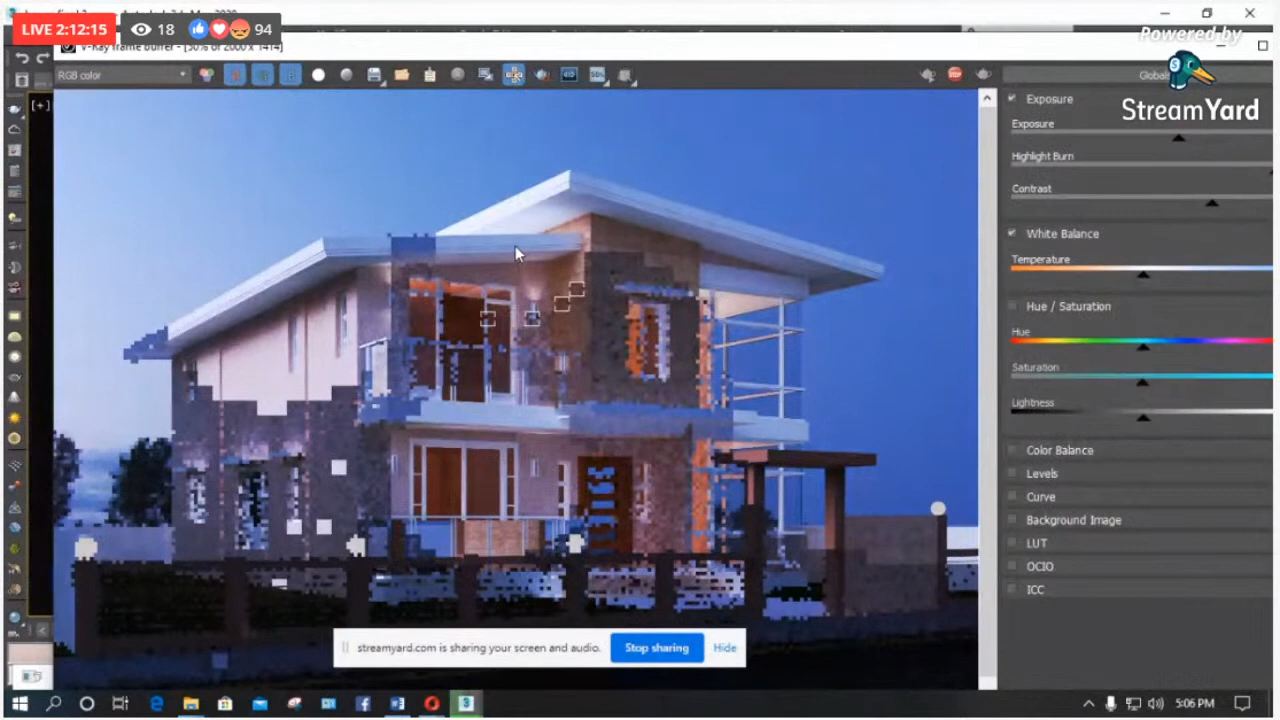 LIVE 2:12:15
18
94
V-Ray frame buffer - [50% of 2000 x 1414]
Powered by
StreamYard
RGB color
Global
[+]
Exposure
Exposure
Highlight Burn
Contrast
White Balance
Temperature
Hue / Saturation
Hue
Saturation
Lightness
Color Balance
Levels
Curve
Background Image
LUT
OCIO
ICC
streamyard.com is sharing your screen and audio.
Stop sharing
Hide
5:06 PM